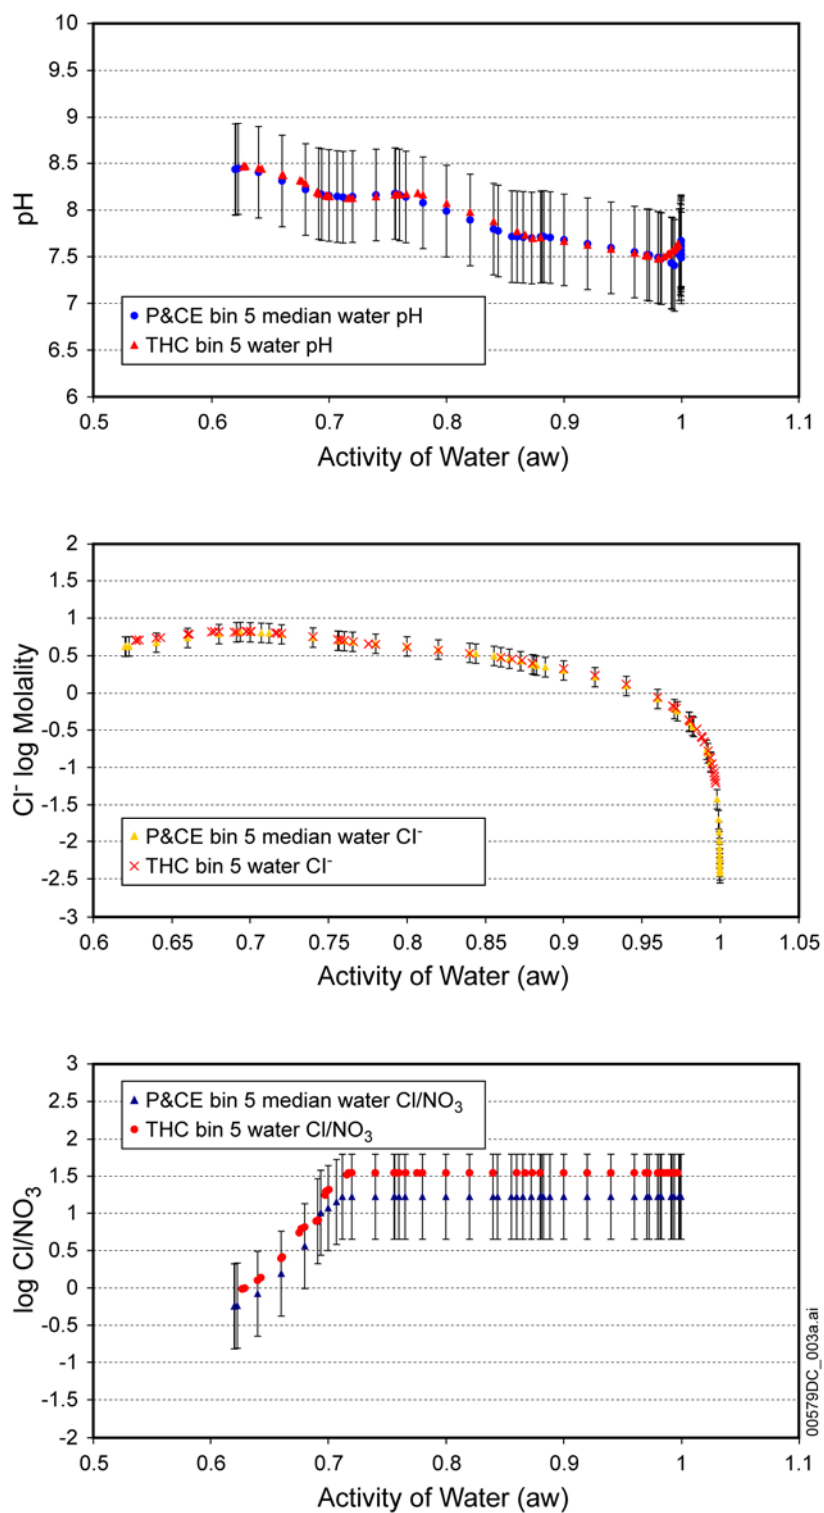 10
9.5
9
8.5
8
7.5
7
6.5
6
pH
P&CE bin 5 median water pH
THC bin 5 water pH
0.5 0.6 0.7 0.8 0.9 1 1.1
Activity of Water (aw)
2
1.5
1
0.5
0
-0.5
-1
-1.5
-2
-2.5
-3
Cl⁻ log Molality
P&CE bin 5 median water Cl⁻
THC bin 5 water Cl⁻
0.6 0.65 0.7 0.75 0.8 0.85 0.9 0.95 1 1.05
Activity of Water (aw)
3
2.5
2
1.5
1
0.5
0
-0.5
-1
-1.5
-2
log Cl/NO₃
P&CE bin 5 median water Cl/NO₃
THC bin 5 water Cl/NO₃
0.5 0.6 0.7 0.8 0.9 1 1.1
Activity of Water (aw)
00579DC_003a.ai